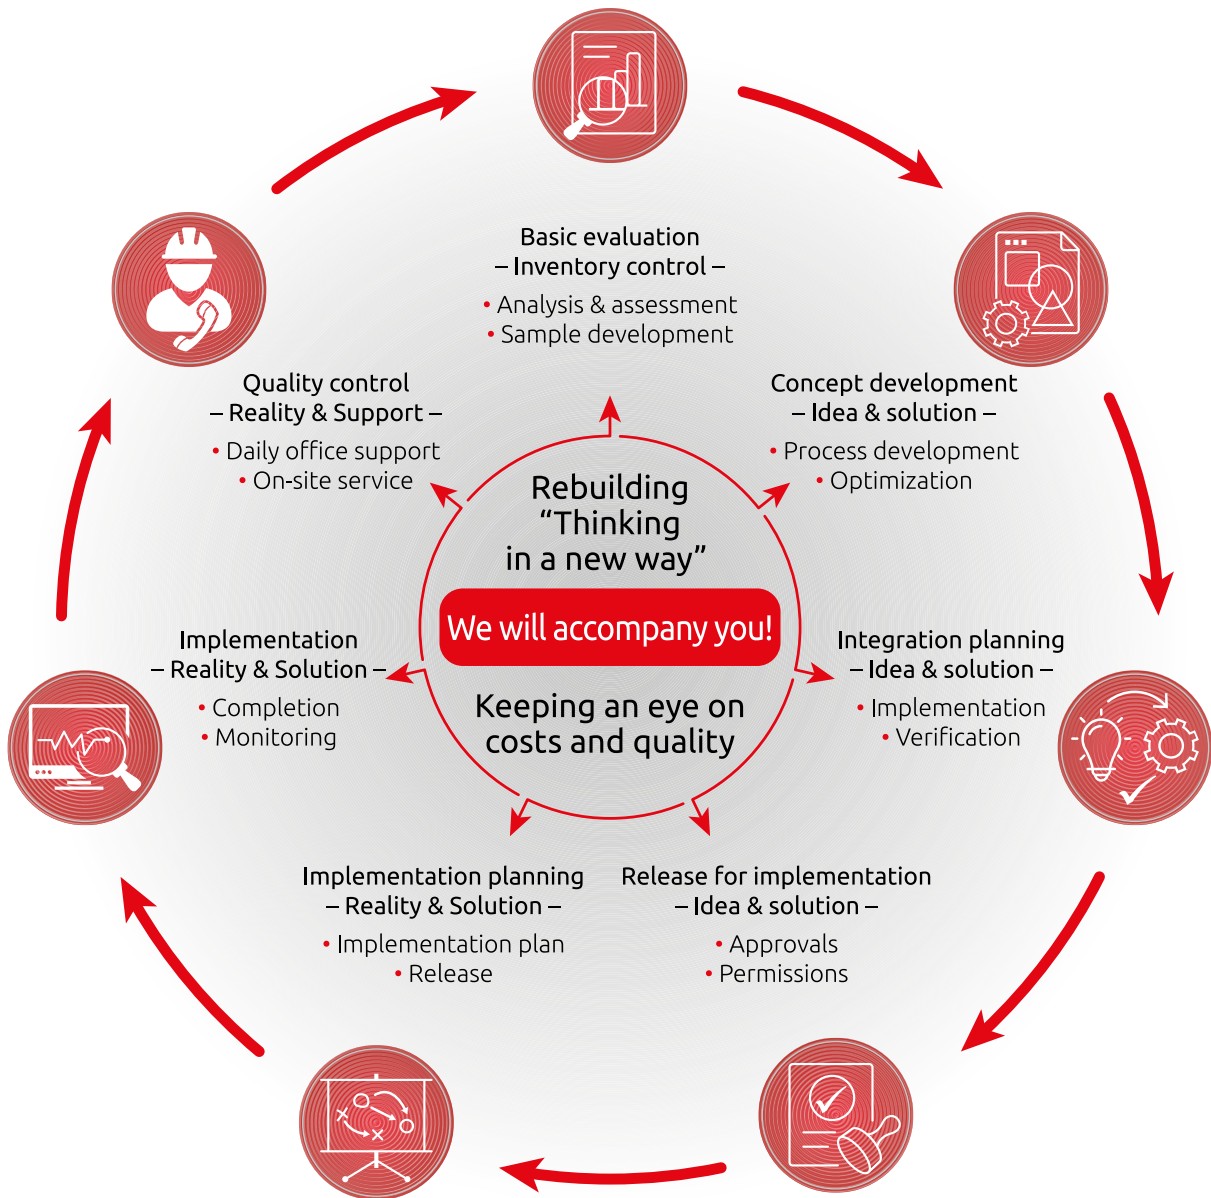 Basic evaluation
– Inventory control –
• Analysis & assessment
• Sample development
Concept development
– Idea & solution –
• Process development
• Optimization
Integration planning
– Idea & solution –
• Implementation
• Verification
Release for implementation
– Idea & solution –
• Approvals
• Permissions
Implementation planning
– Reality & Solution –
• Implementation plan
• Release
Implementation
– Reality & Solution –
• Completion
• Monitoring
Quality control
– Reality & Support –
• Daily office support
• On-site service
Rebuilding
“Thinking
in a new way”
We will accompany you!
Keeping an eye on
costs and quality